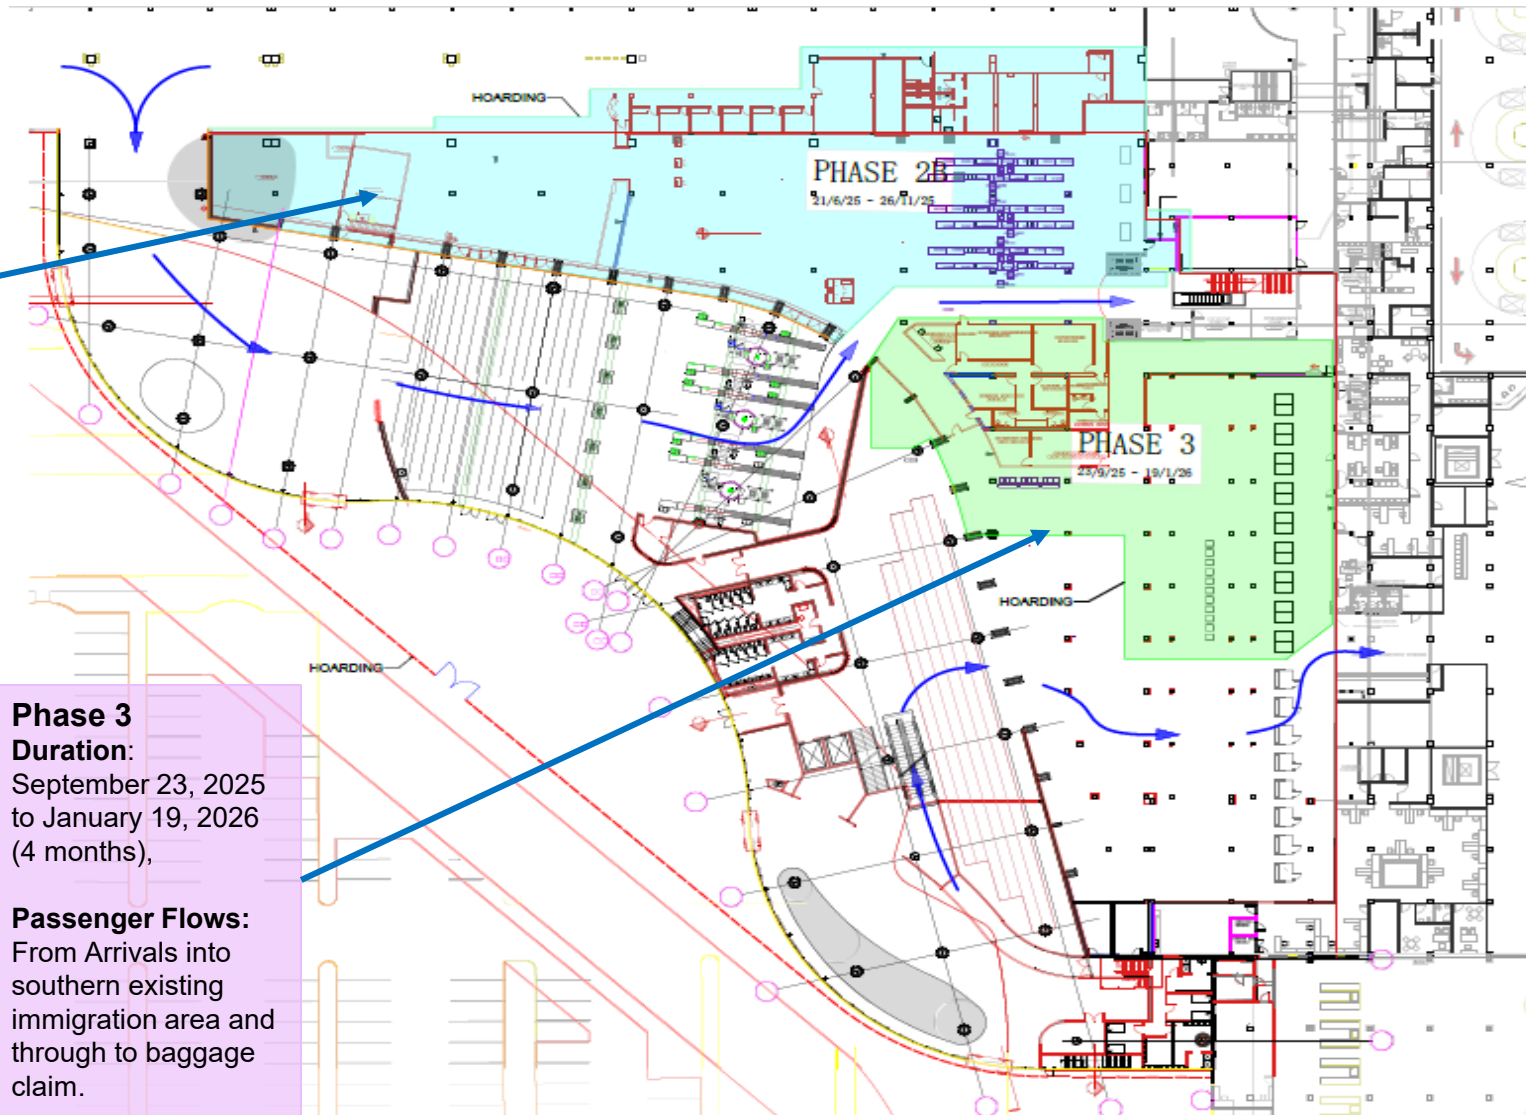 HOARDING
PHASE 2B
21/6/25 - 26/11/25
PHASE 3
23/9/25 - 19/1/26
HOARDING
HOARDING
Phase 3
Duration:
September 23, 2025
to January 19, 2026
(4 months),
Passenger Flows:
From Arrivals into
southern existing
immigration area and
through to baggage
claim.